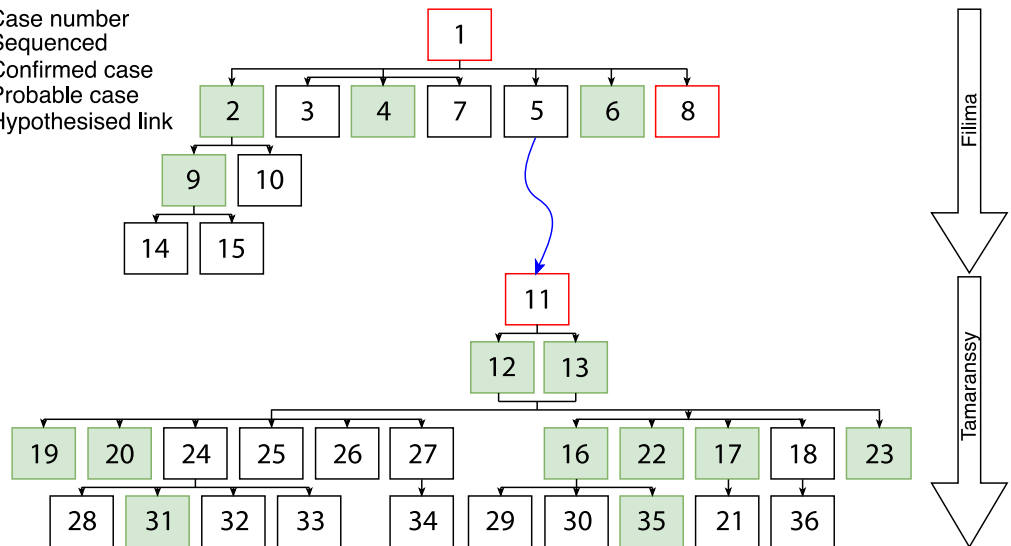 Case number
Sequenced
Confirmed case
Probable case
Hypothesised link
1
2 3 4 7 5 6 8
9 10
14 15
11
12 13
19 20 24 25 26 27 16 22 17 18 23
28 31 32 33 34 29 30 35 21 36
Filima
Tamaranssy